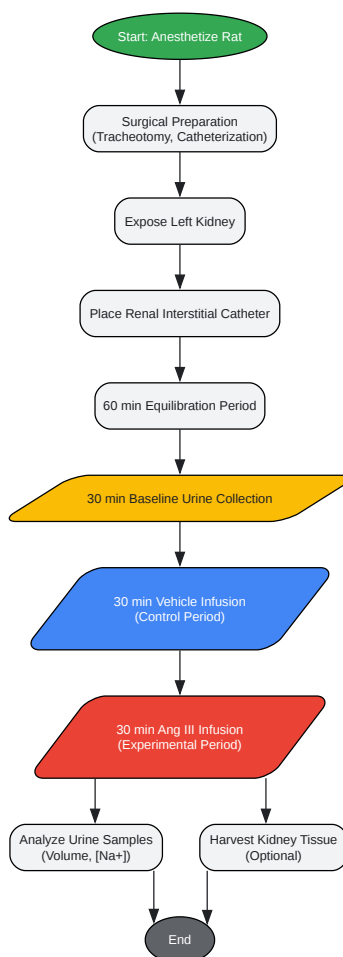 Start: Anesthetize Rat
Surgical Preparation
(Tracheotomy, Catheterization)
Expose Left Kidney
Place Renal Interstitial Catheter
60 min Equilibration Period
30 min Baseline Urine Collection
30 min Vehicle Infusion
(Control Period)
30 min Ang III Infusion
(Experimental Period)
Analyze Urine Samples
(Volume, [Na+])
Harvest Kidney Tissue
(Optional)
End